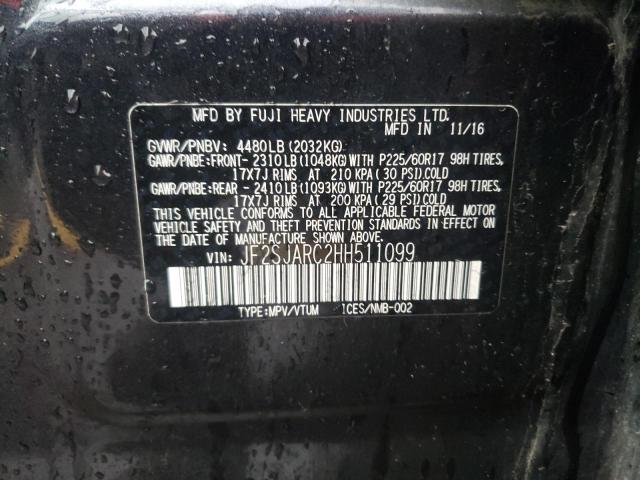 MFD BY FUJI HEAVY INDUSTRIES LTD.
MFD IN 11/16
GVWR/PNBV: 4480LB (2032KG)
GAWR/PNBE:FRONT- 2310LB (1048KG) WITH P225/60R17 98H TIRES,
17X7J RIMS AT 210 KPA (30 PSI) COLD
GAWR/PNBE:REAR - 2410LB (1093KG) WITH P225/60R17 98H TIRES,
17X7J RIMS AT 200 KPA (29 PSI) COLD
THIS VEHICLE CONFORMS TO ALL APPLICABLE FEDERAL MOTOR
VEHICLE SAFETY AND THEFT PREVENTION STANDARDS IN EFFECT
ON THE DATE OF MANUFACTURE SHOWN ABOVE.
VIN: JF2SJARC2HH511099
TYPE:MPV/VTUM ICES/NMB-002